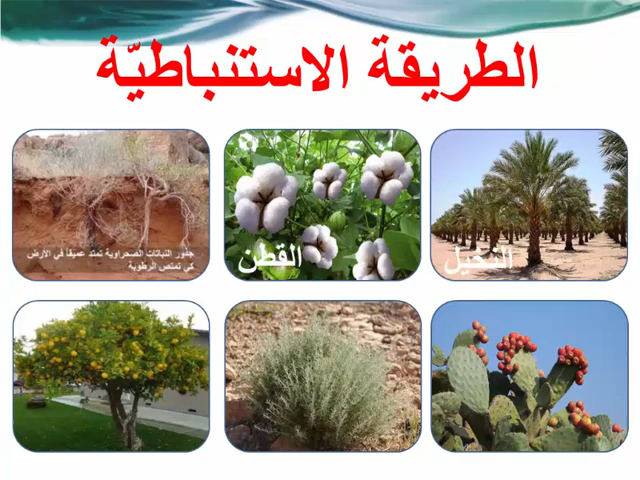 الطريقة الاستنباطيّة
جذور النباتات الصحراوية تمتد عميقاً في الأرض
كي تمتص الرطوبة
القطن
النخيل